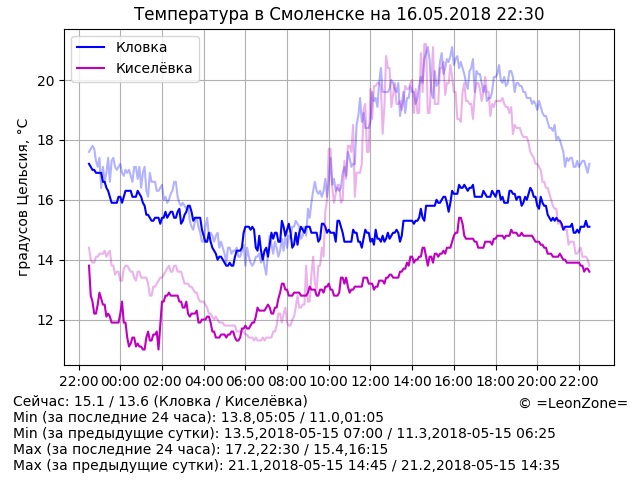 Температура в Смоленске на 16.05.2018 22:30
Кловка
Киселёвка
градусов Цельсия, °C
20
18
16
14
12
22:00 00:00 02:00 04:00 06:00 08:00 10:00 12:00 14:00 16:00 18:00 20:00 22:00
Сейчас: 15.1 / 13.6 (Кловка / Киселёвка)
© =LeonZone=
Min (за последние 24 часа): 13.8,05:05 / 11.0,01:05
Min (за предыдущие сутки): 13.5,2018-05-15 07:00 / 11.3,2018-05-15 06:25
Max (за последние 24 часа): 17.2,22:30 / 15.4,16:15
Max (за предыдущие сутки): 21.1,2018-05-15 14:45 / 21.2,2018-05-15 14:35